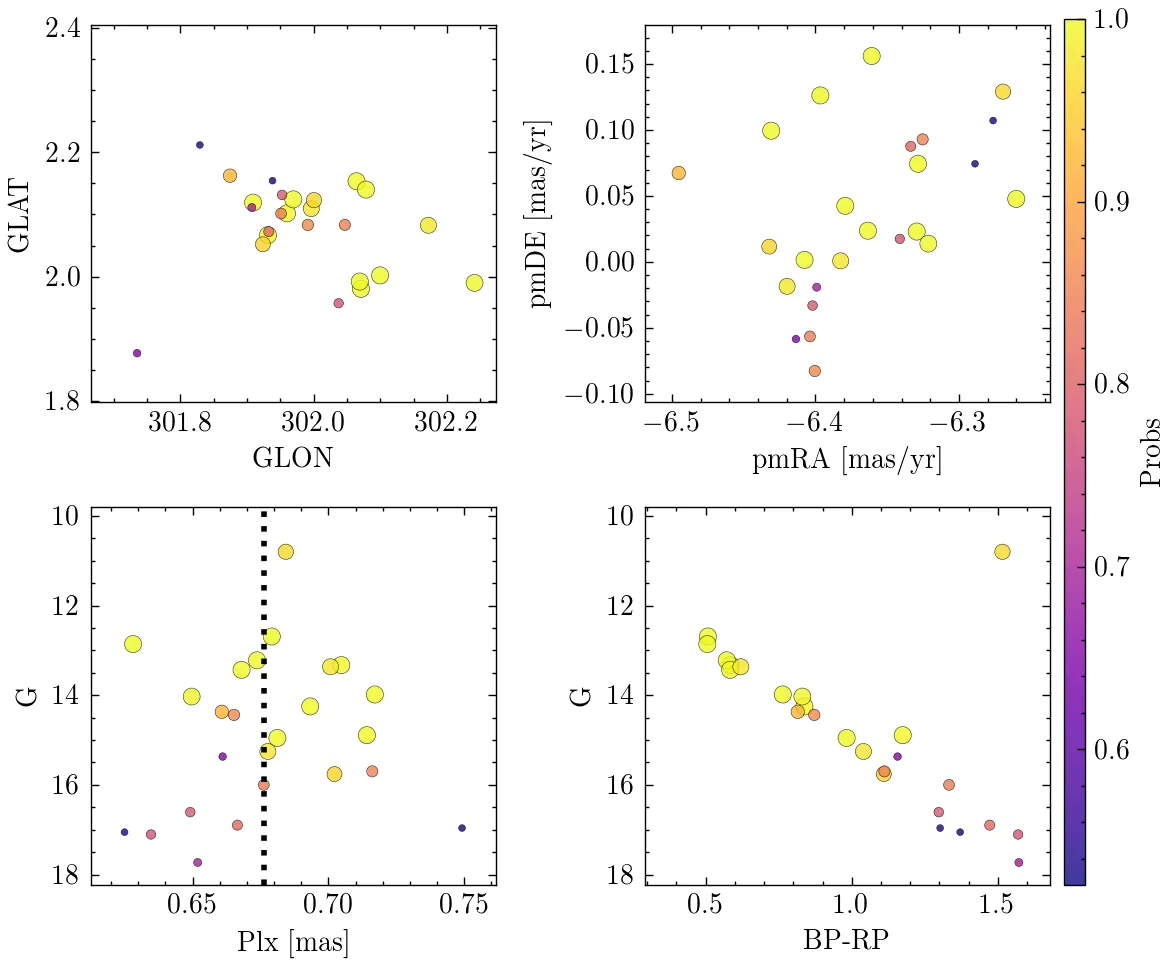 2.4
2.2
2.0
1.8
GLAT
301.8 302.0 302.2
GLON
0.15
0.10
0.05
0.00
−0.05
−0.10
pmDE [mas/yr]
−6.5 −6.4 −6.3
pmRA [mas/yr]
10
12
14
16
18
G
0.65 0.70 0.75
Plx [mas]
10
12
14
16
18
G
0.5 1.0 1.5
BP-RP
1.0
0.9
0.8
0.7
0.6
Probs